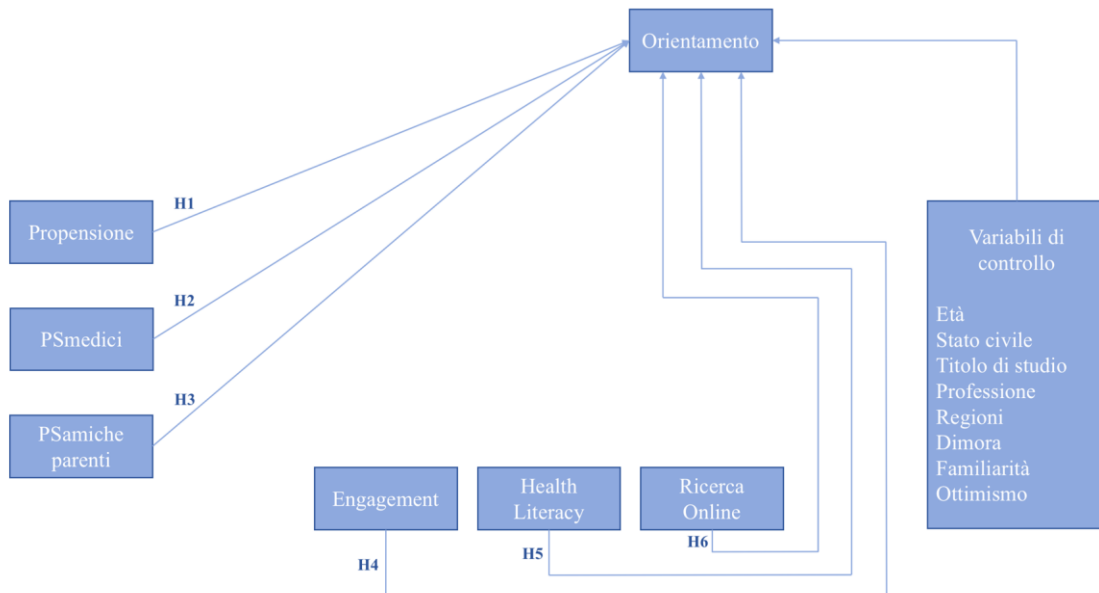 Orientamento
H1
Propensione
H2
PSmedici
H3
PSamiche
parenti
Engagement
H4
Health
Literacy
H5
Ricerca
Online
H6
Variabili di
controllo
Età
Stato civile
Titolo di studio
Professione
Regioni
Dimora
Familiarità
Ottimismo